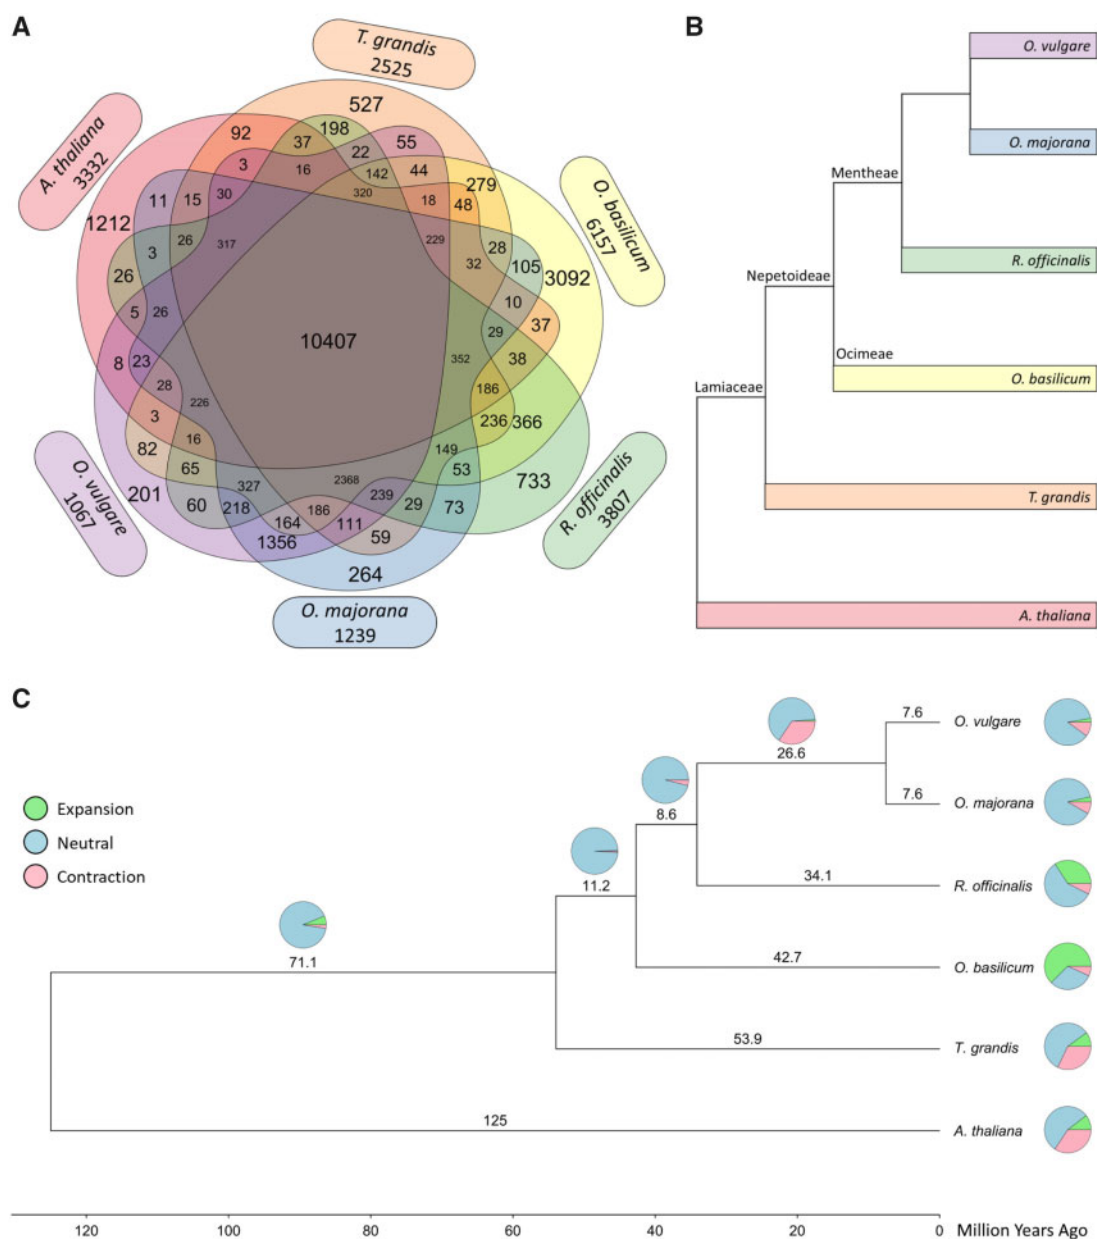 A
T. grandis
2525
527
A. thaliana
3332
92
37
198
22
55
3
16
142
44
279
O. basilicum
6157
320
18
48
11
15
30
28
1212
26
317
229
32
105
3092
3
26
10
26
5
29
37
10407
8
23
352
38
28
186
226
3
236
366
16
149
82
65
53
733
R. officinalis
3807
O. vulgare
1067
201
327
2368
239
60
218
186
29
73
164
111
1356
59
264
O. majorana
1239
B
O. vulgare
O. majorana
Mentheae
R. officinalis
Nepetoideae
Ocimeae
O. basilicum
Lamiaceae
T. grandis
A. thaliana
C
Expansion
Neutral
Contraction
7.6
O. vulgare
26.6
7.6
O. majorana
8.6
34.1
R. officinalis
11.2
42.7
O. basilicum
71.1
53.9
T. grandis
125
A. thaliana
120 100 80 60 40 20 0 Million Years Ago